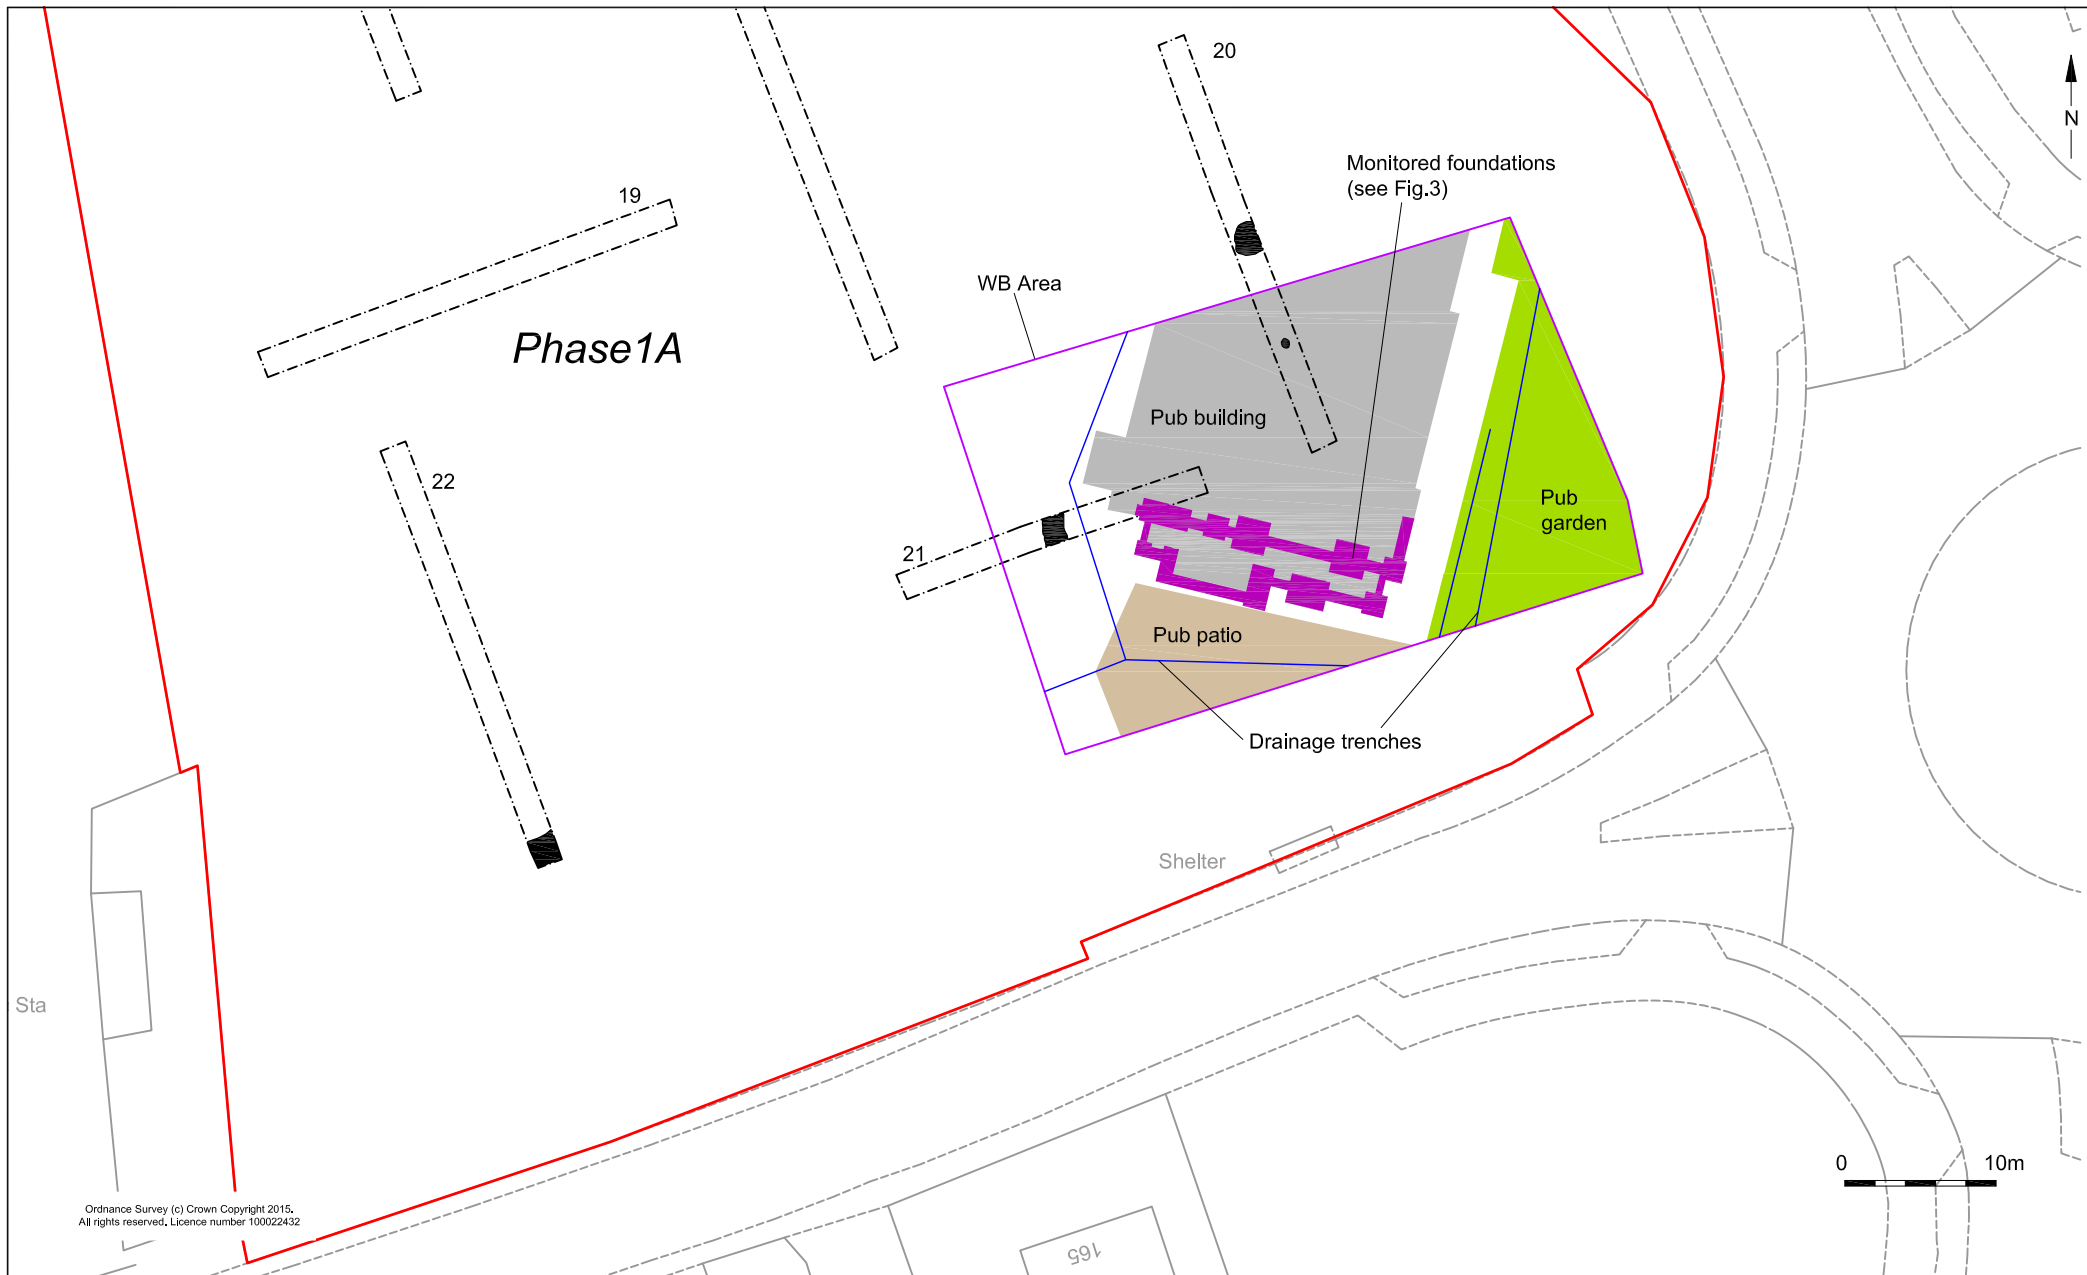 20
N
Monitored foundations
(see Fig.3)
19
WB Area
Phase1A
Pub building
22
Pub
garden
21
Pub patio
Drainage trenches
Shelter
Sta
0 10m
Ordnance Survey (c) Crown Copyright 2015.
All rights reserved. Licence number 100022432
165